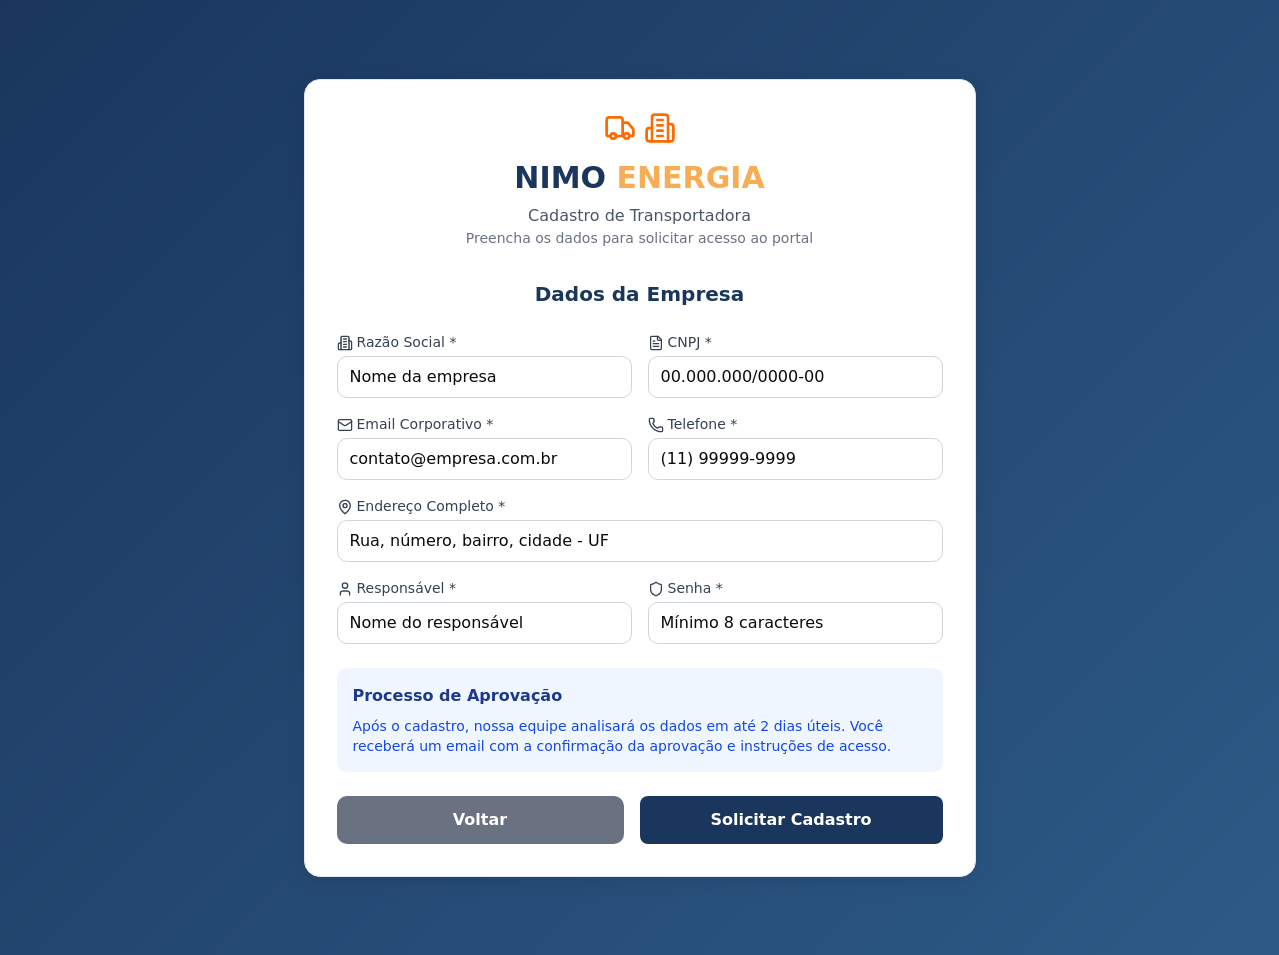 NIMO ENERGIA
Cadastro de Transportadora
Preencha os dados para solicitar acesso ao portal
Dados da Empresa
Razão Social *
CNPJ *
Nome da empresa
00.000.000/0000-00
Email Corporativo *
Telefone *
contato@empresa.com.br
(11) 99999-9999
Endereço Completo *
Rua, número, bairro, cidade - UF
Responsável *
Senha *
Nome do responsável
Mínimo 8 caracteres
Processo de Aprovação
Após o cadastro, nossa equipe analisará os dados em até 2 dias úteis. Você
receberá um email com a confirmação da aprovação e instruções de acesso.
Voltar
Solicitar Cadastro